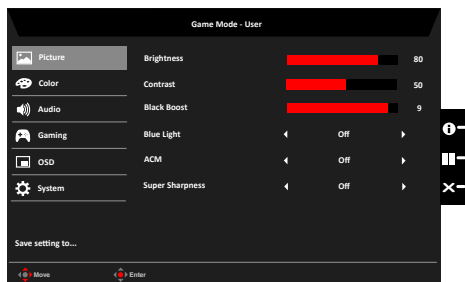 Game Mode - User
Picture
Color
Audio
Gaming
OSD
System
Brightness 80
Contrast 50
Black Boost 9
Blue Light Off
ACM Off
Super Sharpness Off
Save setting to...
Move Enter